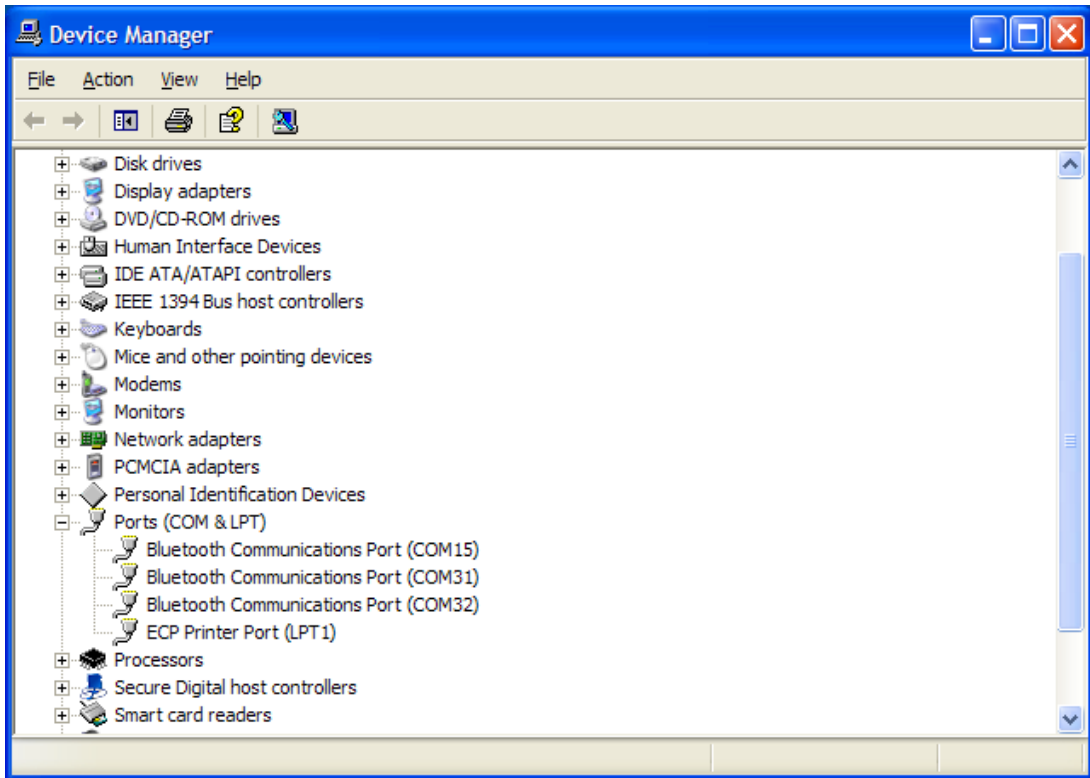 Device Manager
File Action View Help
Disk drives
Display adapters
DVD/CD-ROM drives
Human Interface Devices
IDE ATA/ATAPI controllers
IEEE 1394 Bus host controllers
Keyboards
Mice and other pointing devices
Modems
Monitors
Network adapters
PCMCIA adapters
Personal Identification Devices
Ports (COM & LPT)
Bluetooth Communications Port (COM15)
Bluetooth Communications Port (COM31)
Bluetooth Communications Port (COM32)
ECP Printer Port (LPT1)
Processors
Secure Digital host controllers
Smart card readers